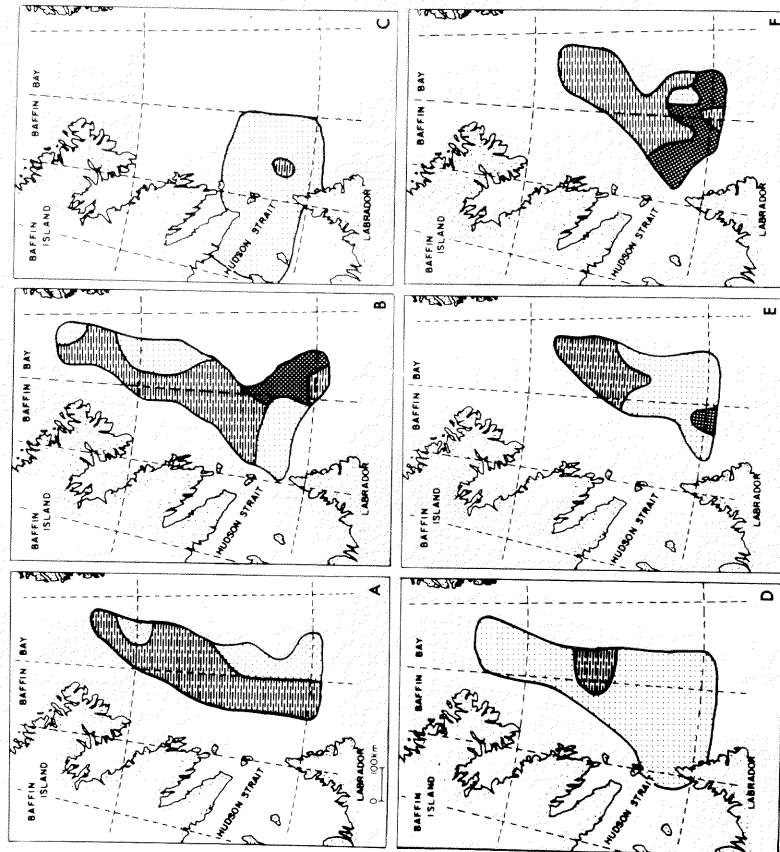 BAFFIN
ISLAND
BAFFIN BAY
HUDSON STRAIT
LABRADOR
0 100km
A
BAFFIN
ISLAND
BAFFIN BAY
HUDSON STRAIT
LABRADOR
B
BAFFIN
ISLAND
BAFFIN BAY
HUDSON STRAIT
LABRADOR
C
BAFFIN
ISLAND
BAFFIN BAY
HUDSON STRAIT
LABRADOR
D
BAFFIN
ISLAND
BAFFIN BAY
HUDSON STRAIT
LABRADOR
E
BAFFIN
ISLAND
BAFFIN BAY
HUDSON STRAIT
LABRADOR
F